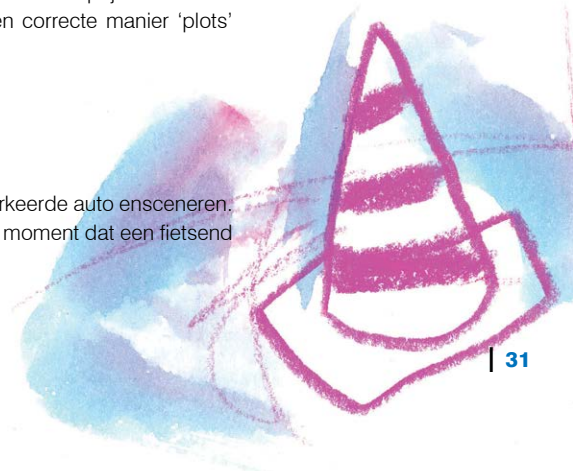 en correcte manier ‘plots’
rkeerde auto ensceneren.
moment dat een fietsend
31